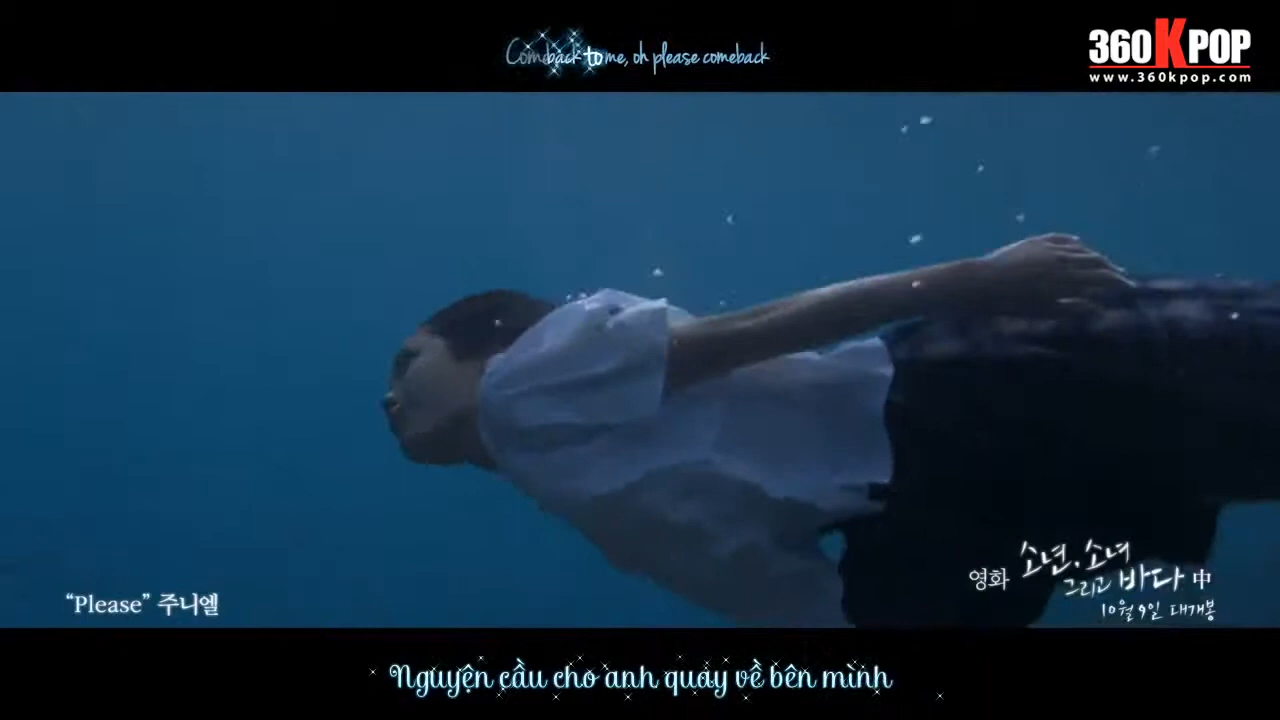 Comeback to me, oh please comeback
360KPOP
www.360kpop.com
영화 소년, 소녀
그리고 바다 中
10월 9일 대개봉
“Please” 주니엘
Nguyện cầu cho anh quay về bên mình